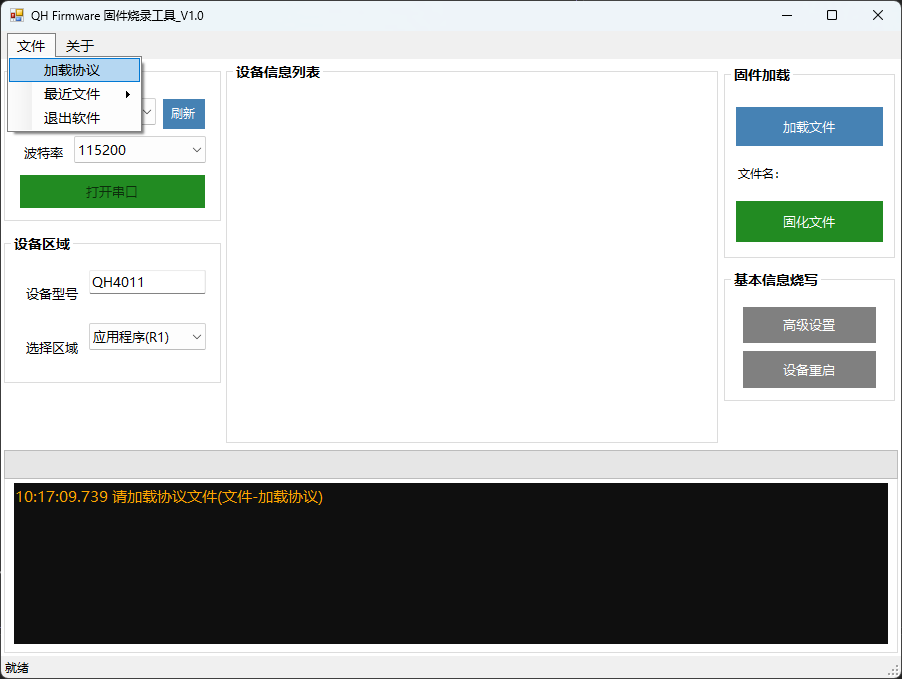 QH Firmware 固件烧录工具_V1.0
文件 关于
加载协议
最近文件
退出软件
刷新
波特率 115200
打开串口
设备区域
设备型号 QH4011
选择区域 应用程序(R1)
设备信息列表
固件加载
加载文件
文件名:
固化文件
基本信息烧写
高级设置
设备重启
10:17:09.739 请加载协议文件(文件-加载协议)
就绪